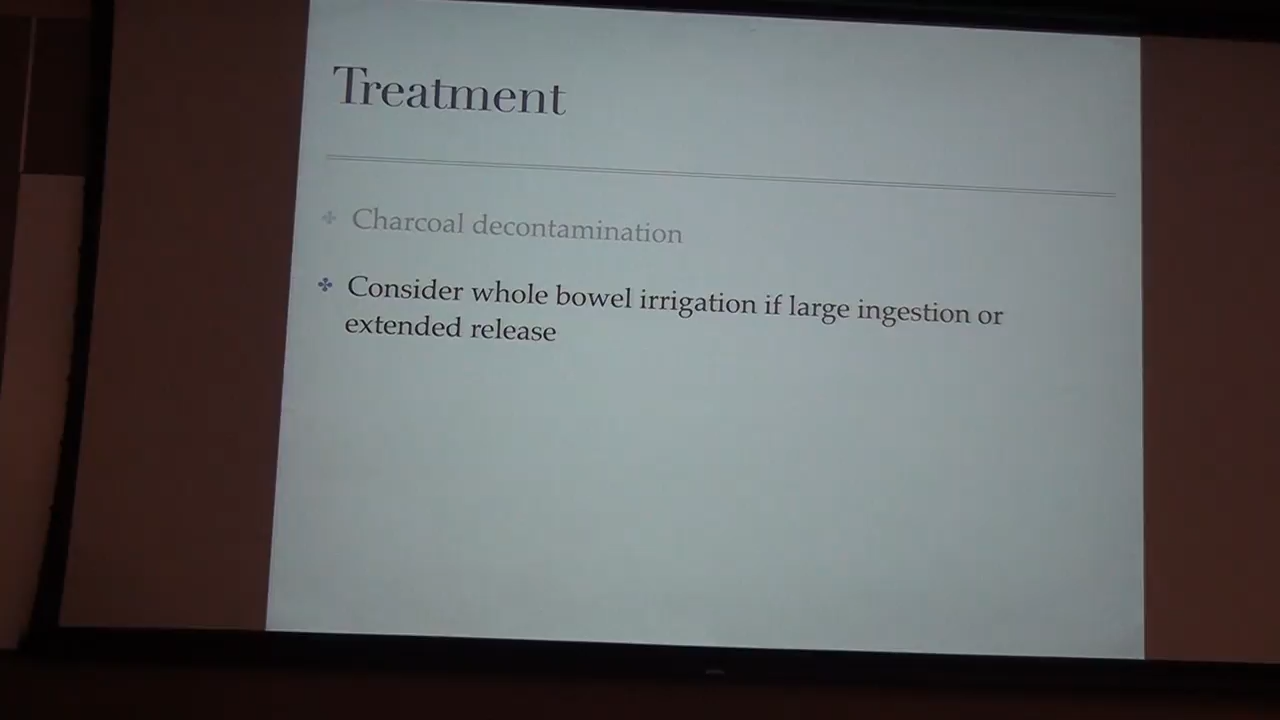 Treatment
Charcoal decontamination
Consider whole bowel irrigation if large ingestion or
extended release